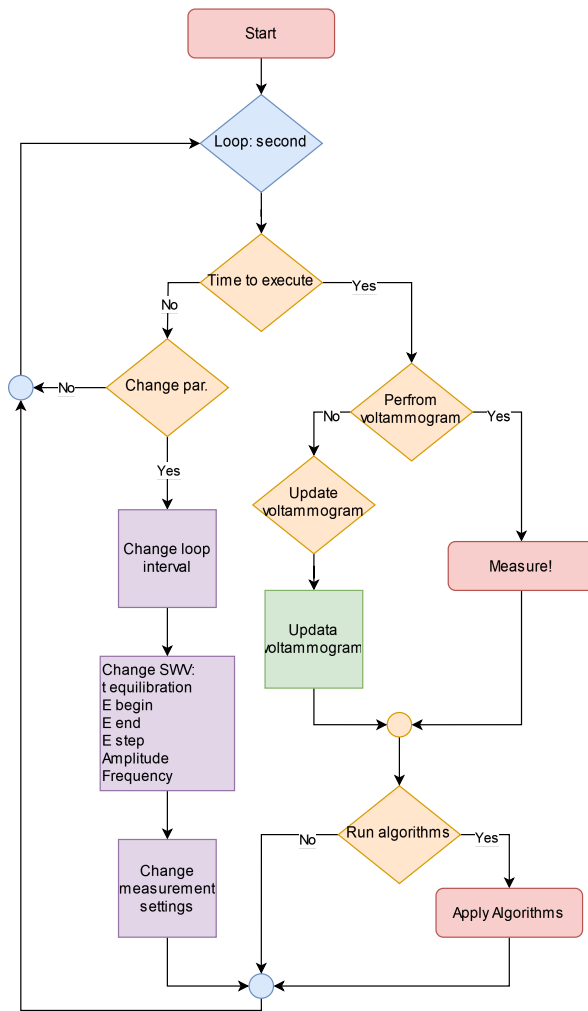 Start
Loop: second
Time to execute
No
Yes
Change par.
No
Yes
Perfrom
voltammogram
No
Yes
Update
voltammogram
Change loop
interval
Measure!
Updata
voltammogram
Change SWV:
t equilibration
E begin
E end
E step
Amplitude
Frequency
Run algorithms
No
Yes
Change
measurement
settings
Apply Algorithms